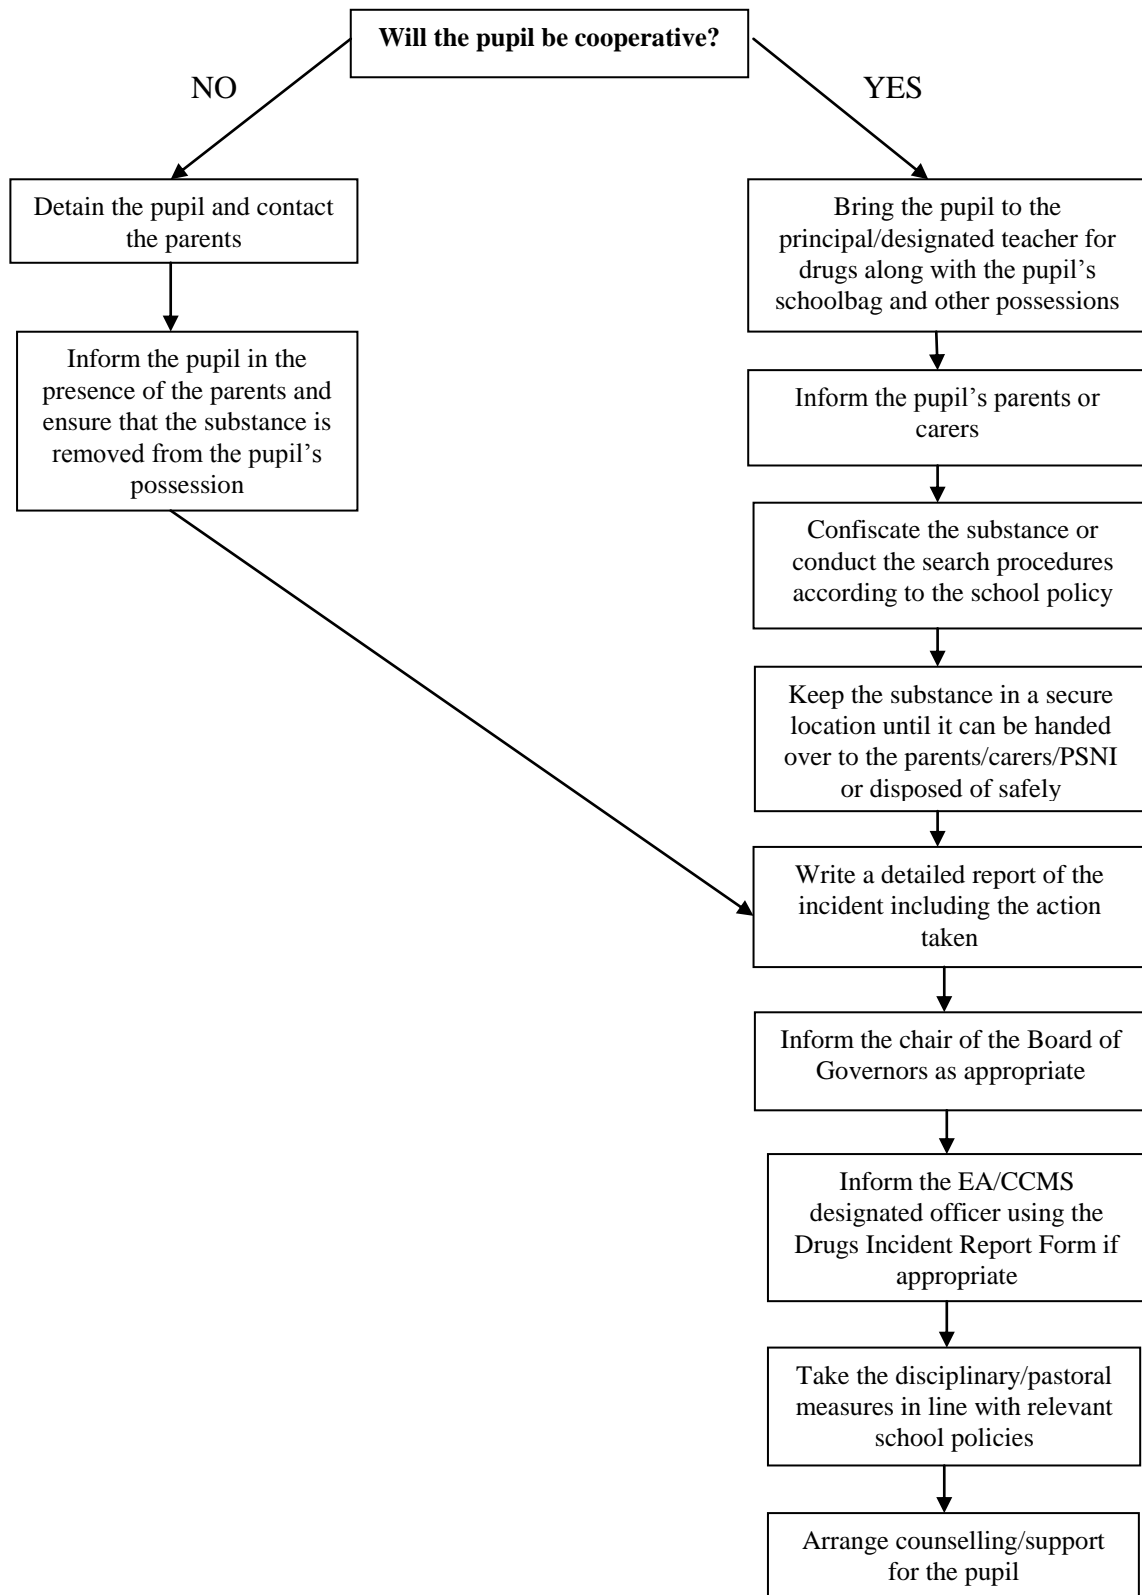 Will the pupil be cooperative?
NO
YES
Detain the pupil and contact
the parents
Inform the pupil in the
presence of the parents and
ensure that the substance is
removed from the pupil’s
possession
Bring the pupil to the
principal/designated teacher for
drugs along with the pupil’s
schoolbag and other possessions
Inform the pupil’s parents or
carers
Confiscate the substance or
conduct the search procedures
according to the school policy
Keep the substance in a secure
location until it can be handed
over to the parents/carers/PSNI
or disposed of safely
Write a detailed report of the
incident including the action
taken
Inform the chair of the Board of
Governors as appropriate
Inform the EA/CCMS
designated officer using the
Drugs Incident Report Form if
appropriate
Take the disciplinary/pastoral
measures in line with relevant
school policies
Arrange counselling/support
for the pupil